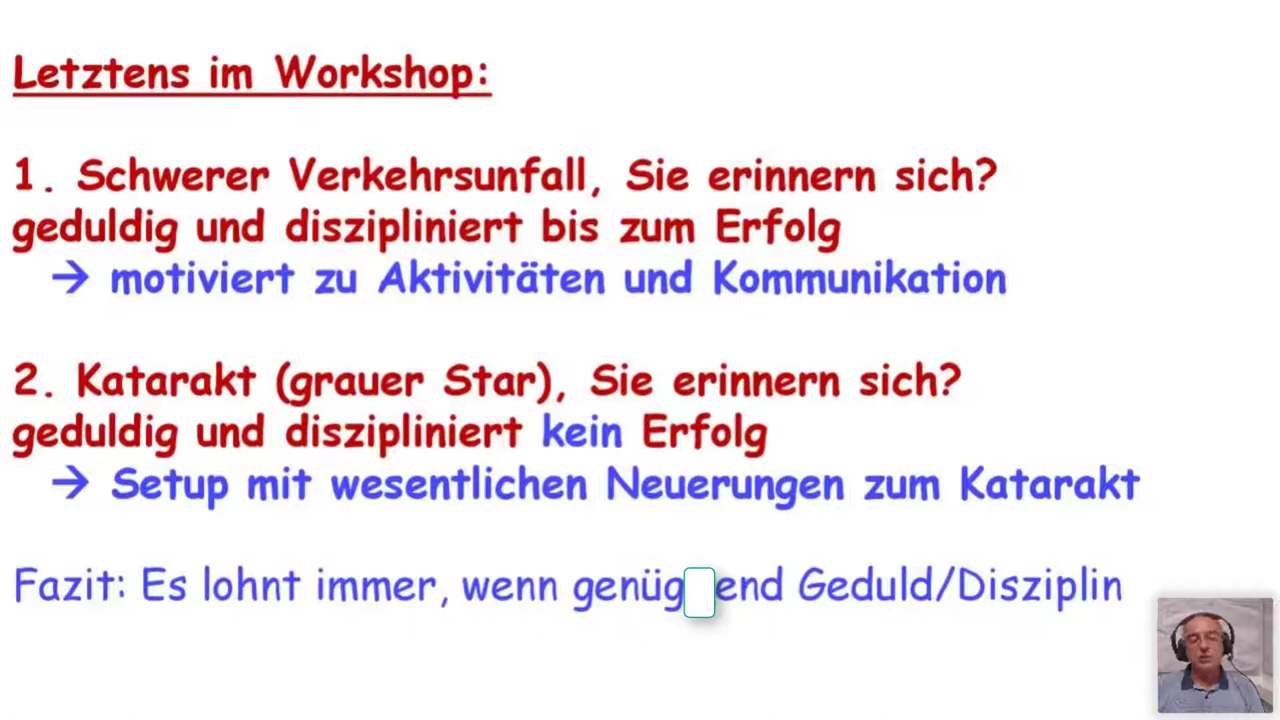 Letztens im Workshop:
1. Schwerer Verkehrsunfall, Sie erinnern sich?
geduldig und diszipliniert bis zum Erfolg
→ motiviert zu Aktivitäten und Kommunikation
2. Katarakt (grauer Star), Sie erinnern sich?
geduldig und diszipliniert kein Erfolg
→ Setup mit wesentlichen Neuerungen zum Katarakt
Fazit: Es lohnt immer, wenn Geduld/Disziplin